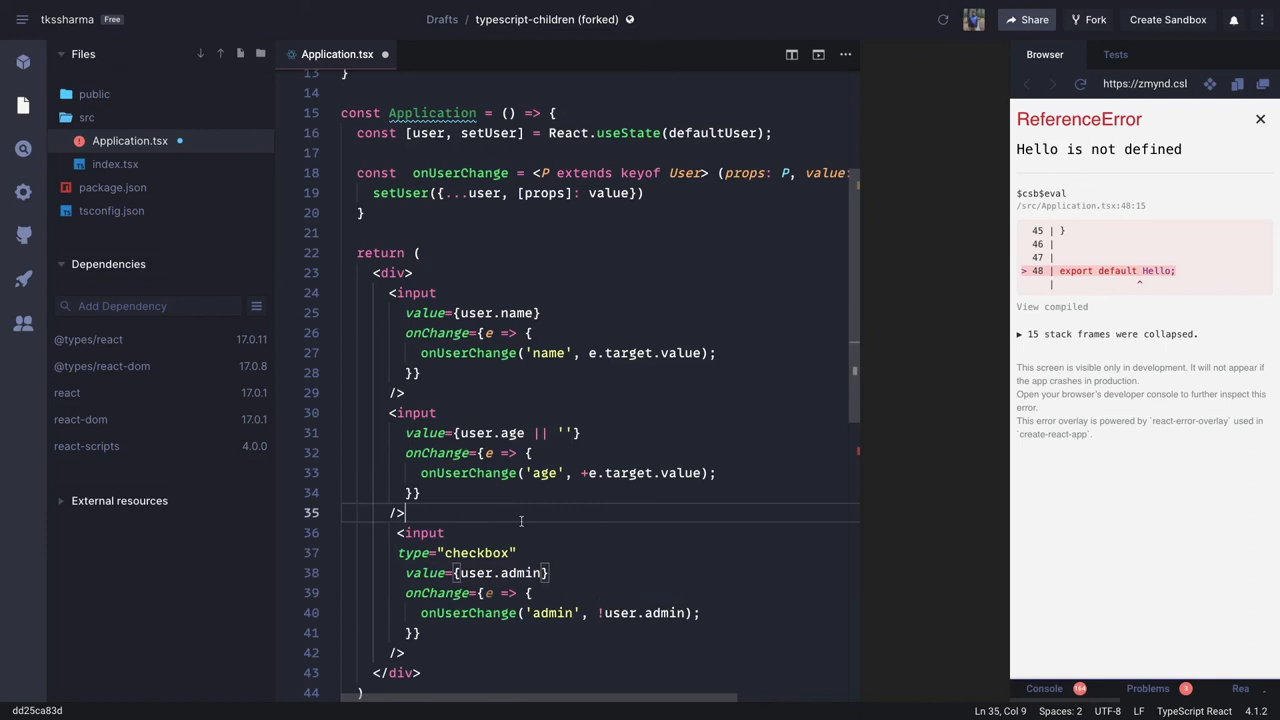 tkssharma Free
Drafts / typescript-children (forked)
Share
Fork
Create Sandbox
Files
public
src
Application.tsx
index.tsx
package.json
tsconfig.json
Dependencies
Add Dependency
@types/react 17.0.11
@types/react-dom 17.0.8
react 17.0.1
react-dom 17.0.1
react-scripts 4.0.0
External resources
dd25ca83d
Application.tsx
13 }
14
15 const Application = () => {
16 const [user, setUser] = React.useState(defaultUser);
17
18 const onUserChange = <P extends keyof User> (props: P, value:
19 setUser({...user, [props]: value})
20 }
21
22 return (
23 <div>
24 <input
25 value={user.name}
26 onChange={e => {
27 onUserChange('name', e.target.value);
28 }}
29 />
30 <input
31 value={user.age || ''}
32 onChange={e => {
33 onUserChange('age', +e.target.value);
34 }}
35 />
36 <input
37 type="checkbox"
38 value={user.admin}
39 onChange={e => {
40 onUserChange('admin', !user.admin);
41 }}
42 />
43 </div>
44 )
Browser Tests
https://zmynd.csl
ReferenceError
Hello is not defined
$csb$eval
/src/Application.tsx:48:15
45 | }
46 |
47 |
> 48 | export default Hello;
| ^
View compiled
▶ 15 stack frames were collapsed.
This screen is visible only in development. It will not appear if
the app crashes in production.
Open your browser's developer console to further inspect this
error.
This error overlay is powered by `react-error-overlay` used in
`create-react-app`.
Console 164 Problems 3 Rea
Ln 35, Col 9 Spaces: 2 UTF-8 LF TypeScript React 4.1.2